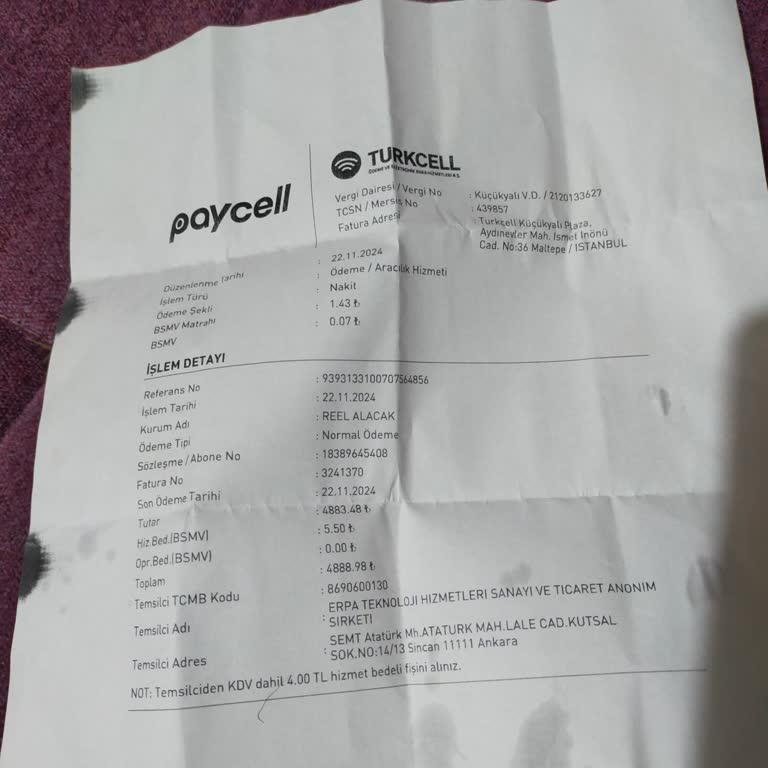 paycell
TURKCELL
ÖDEME VE ELEKTRONİK PARA HİZMETLERİ A.Ş.
Vergi Dairesi / Vergi No : Küçükyalı V.D. / 2120133627
TCSN / Mersis No : 439857
Fatura Adresi : Turkcell Küçükyalı Plaza,
Aydınevler Mah. İsmet İnönü
Cad. No:36 Maltepe / İSTANBUL
Düzenlenme Tarihi : 22.11.2024
İşlem Türü : Ödeme / Aracılık Hizmeti
Ödeme Şekli : Nakit
BSMV Matrahı : 1.43 ₺
BSMV : 0.07 ₺
İŞLEM DETAYI
Referans No : 9393133100707564856
İşlem Tarihi : 22.11.2024
Kurum Adı : REEL ALACAK
Ödeme Tipi : Normal Ödeme
Sözleşme/Abone No : 18389645408
Fatura No : 3241370
Son Ödeme Tarihi : 22.11.2024
Tutar : 4883.48 ₺
Hiz.Bed.(BSMV) : 5.50 ₺
Opr.Bed.(BSMV) : 0.00 ₺
Toplam : 4888.98 ₺
Temsilci TCMB Kodu : 8690600130
Temsilci Adı : ERPA TEKNOLOJI HIZMETLERI SANAYI VE TICARET ANONIM
SIRKETI
Temsilci Adres : SEMT Atatürk Mh.ATATURK MAH.LALE CAD.KUTSAL
SOK.NO:14/13 Sincan 11111 Ankara
NOT: Temsilciden KDV dahil 4.00 TL hizmet bedeli fişini alınız.